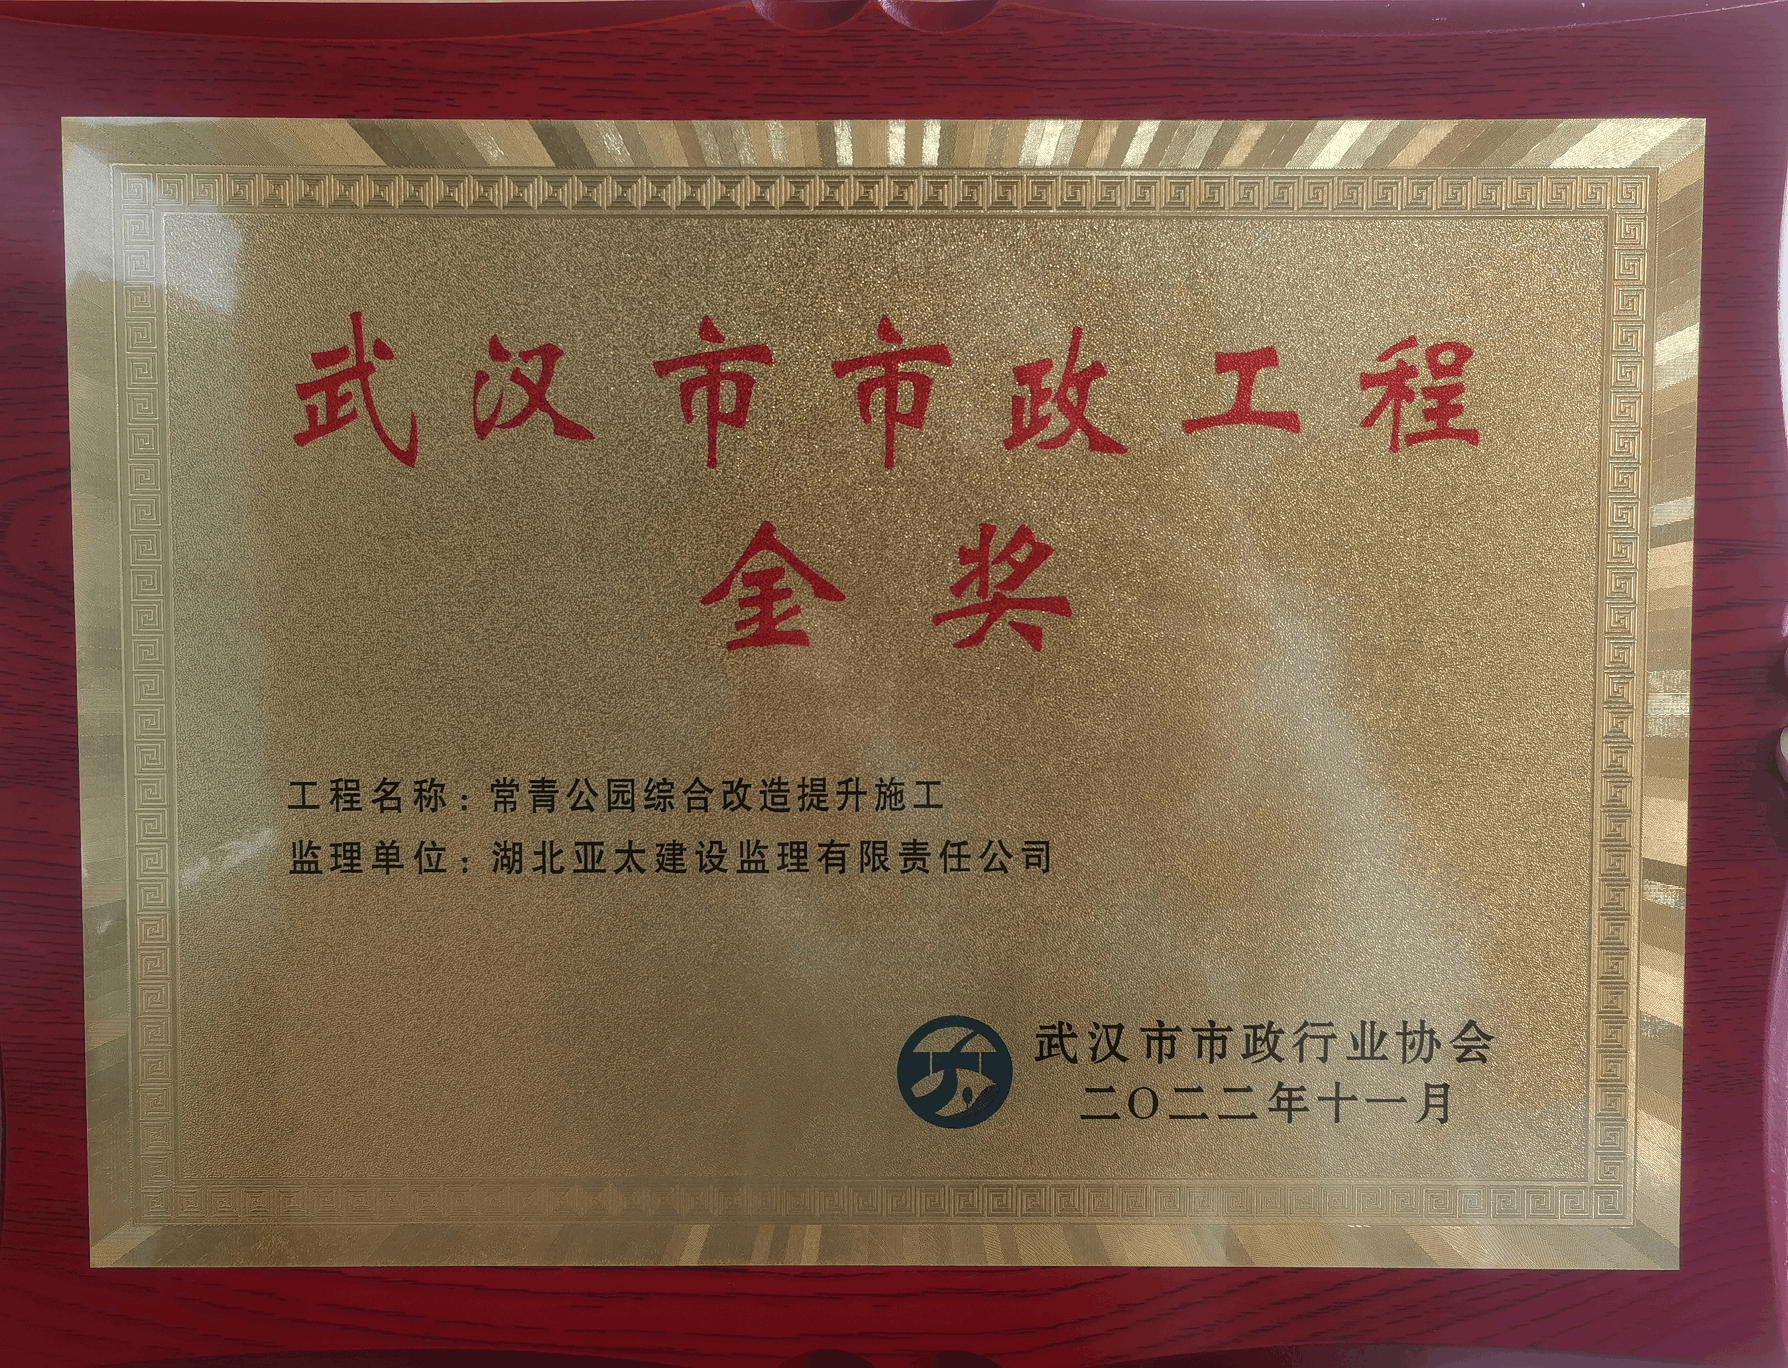 武汉市市政工程
金奖
工程名称：常青公园综合改造提升施工
监理单位：湖北亚太建设监理有限责任公司
武汉市市政行业协会
二〇二二年十一月